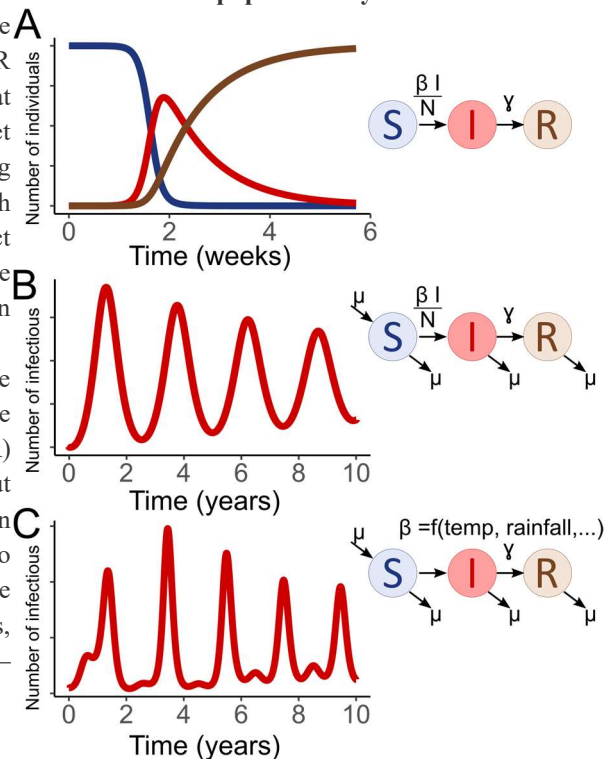 A
Number of individuals
0 2 4 6
Time (weeks)
β I
N
γ
S I R
B
Number of infectious
0 2 4 6 8 10
Time (years)
μ
β I
N
γ
S I R
μ μ μ
C
Number of infectious
0 2 4 6 8 10
Time (years)
β =f(temp, rainfall,...)
μ
γ
S I R
μ μ μ